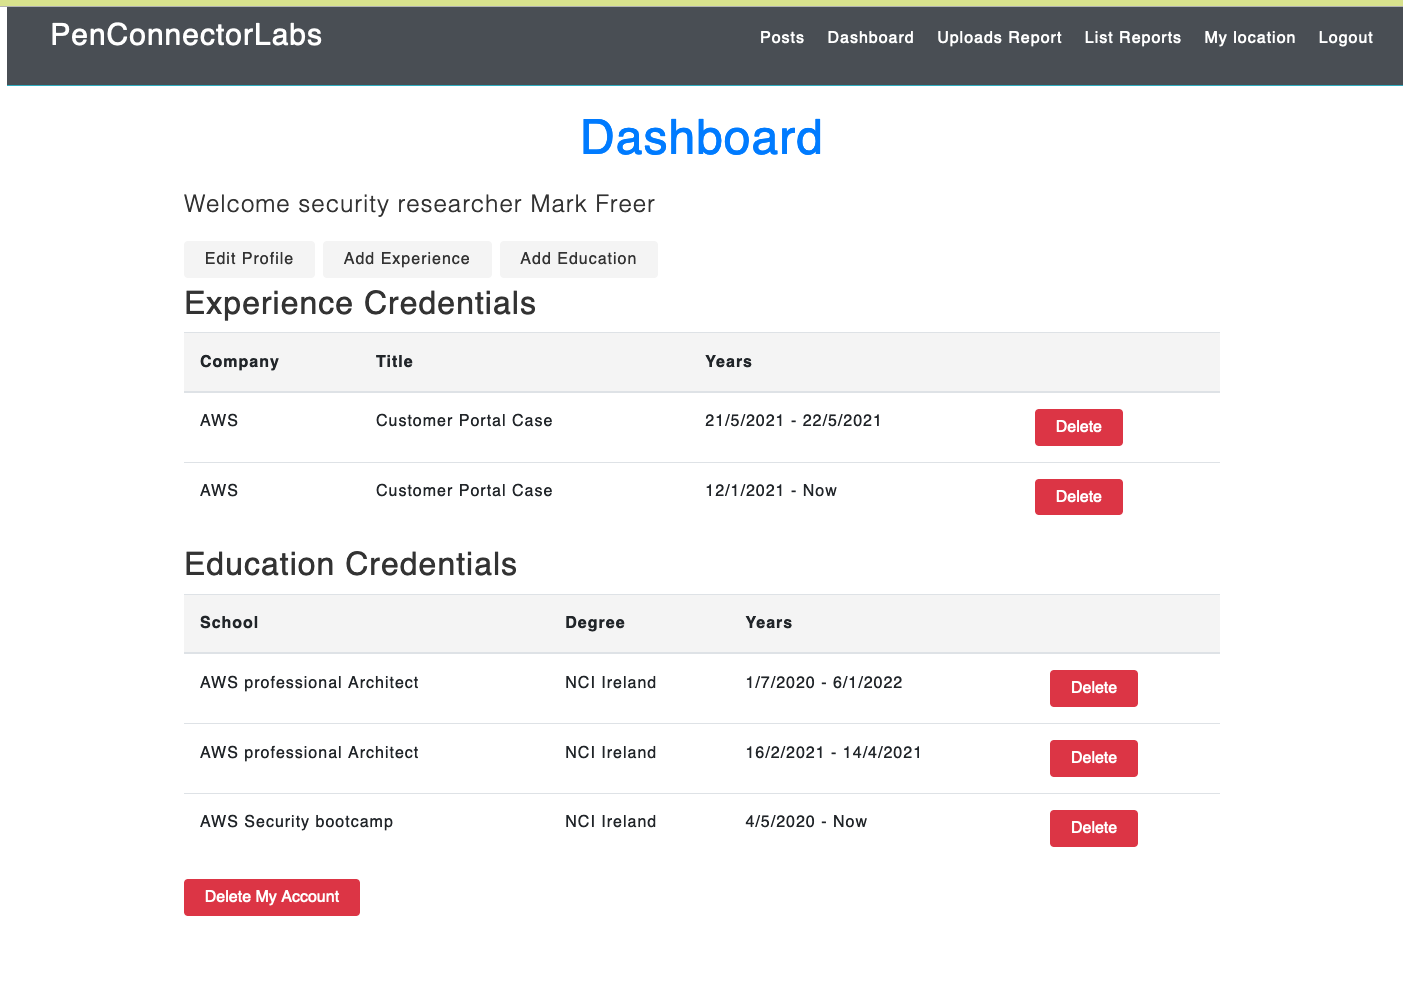 PenConnectorLabs
Posts Dashboard Uploads Report List Reports My location Logout
Dashboard
Welcome security researcher Mark Freer
Edit Profile Add Experience Add Education
Experience Credentials
Company Title Years
AWS Customer Portal Case 21/5/2021 - 22/5/2021 Delete
AWS Customer Portal Case 12/1/2021 - Now Delete
Education Credentials
School Degree Years
AWS professional Architect NCI Ireland 1/7/2020 - 6/1/2022 Delete
AWS professional Architect NCI Ireland 16/2/2021 - 14/4/2021 Delete
AWS Security bootcamp NCI Ireland 4/5/2020 - Now Delete
Delete My Account